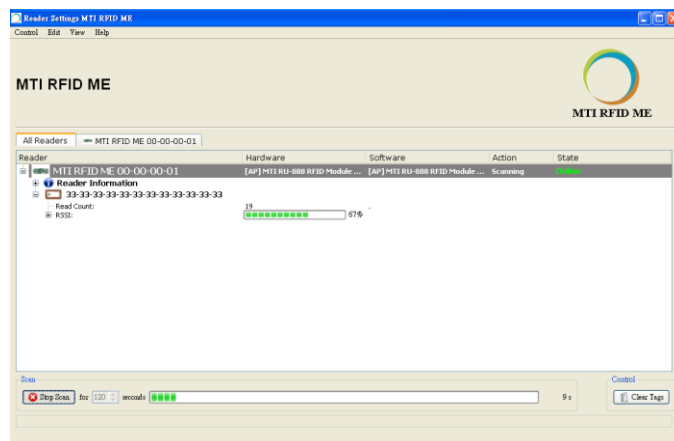 Reader Settings MTI RFID ME
Control Edit View Help
MTI RFID ME
MTI RFID ME
All Readers MTI RFID ME 00-00-00-01
Reader Hardware Software Action State
MTI RFID ME 00-00-00-01 [AP] MTI RU-888 RFID Module ... [AP] MTI RU-888 RFID Module ... Scanning Online
Reader Information
33-33-33-33-33-33-33-33-33-33-33-33
Read Count: 19 -
RSSI: 67%
Scan Control
Stop Scan for 120 seconds 9 s Clear Tags